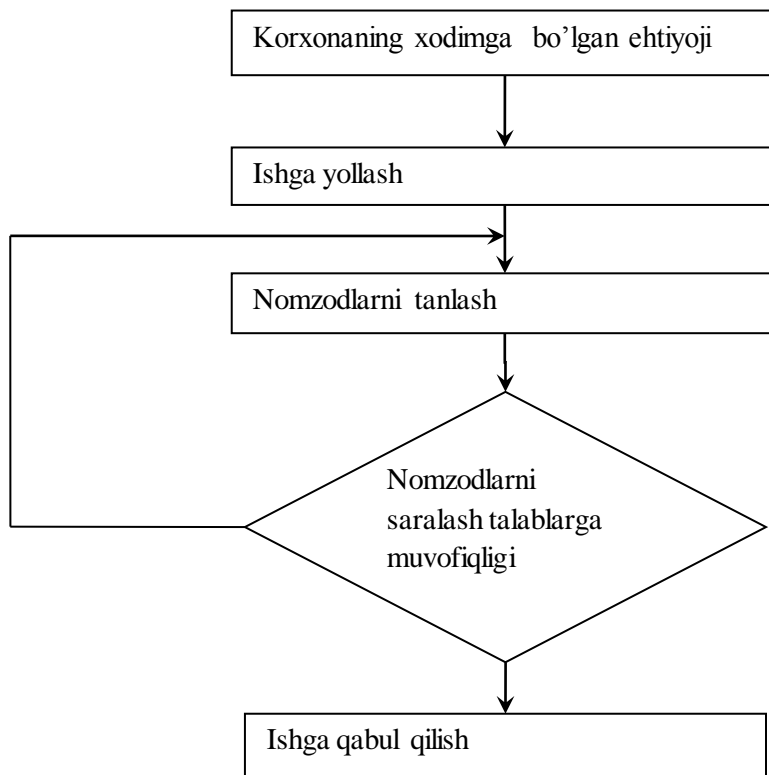 Korxonaning xodimga bo’lgan ehtiyoji
Ishga yollash
Nomzodlarni tanlash
Nomzodlarni
saralash talablarga
muvofiqligi
Ishga qabul qilish